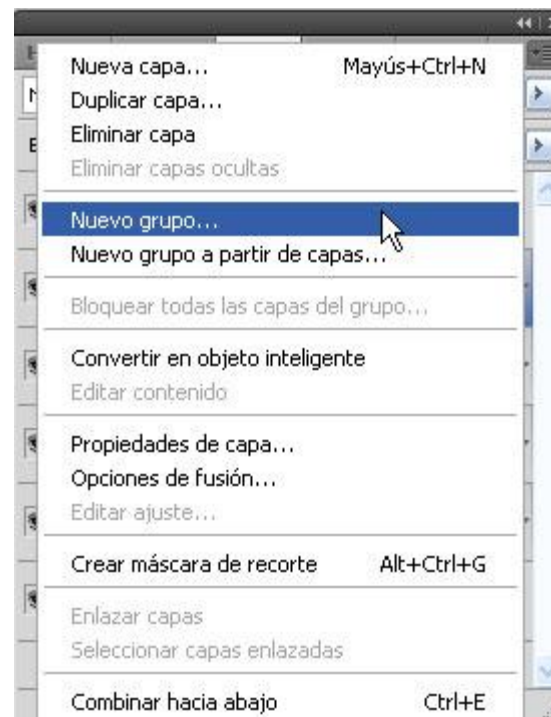 Nueva capa... Mayús+Ctrl+N
Duplicar capa...
Eliminar capa
Eliminar capas ocultas
Nuevo grupo...
Nuevo grupo a partir de capas...
Bloquear todas las capas del grupo...
Convertir en objeto inteligente
Editar contenido
Propiedades de capa...
Opciones de fusión...
Editar ajuste...
Crear máscara de recorte Alt+Ctrl+G
Enlazar capas
Seleccionar capas enlazadas
Combinar hacia abajo Ctrl+E